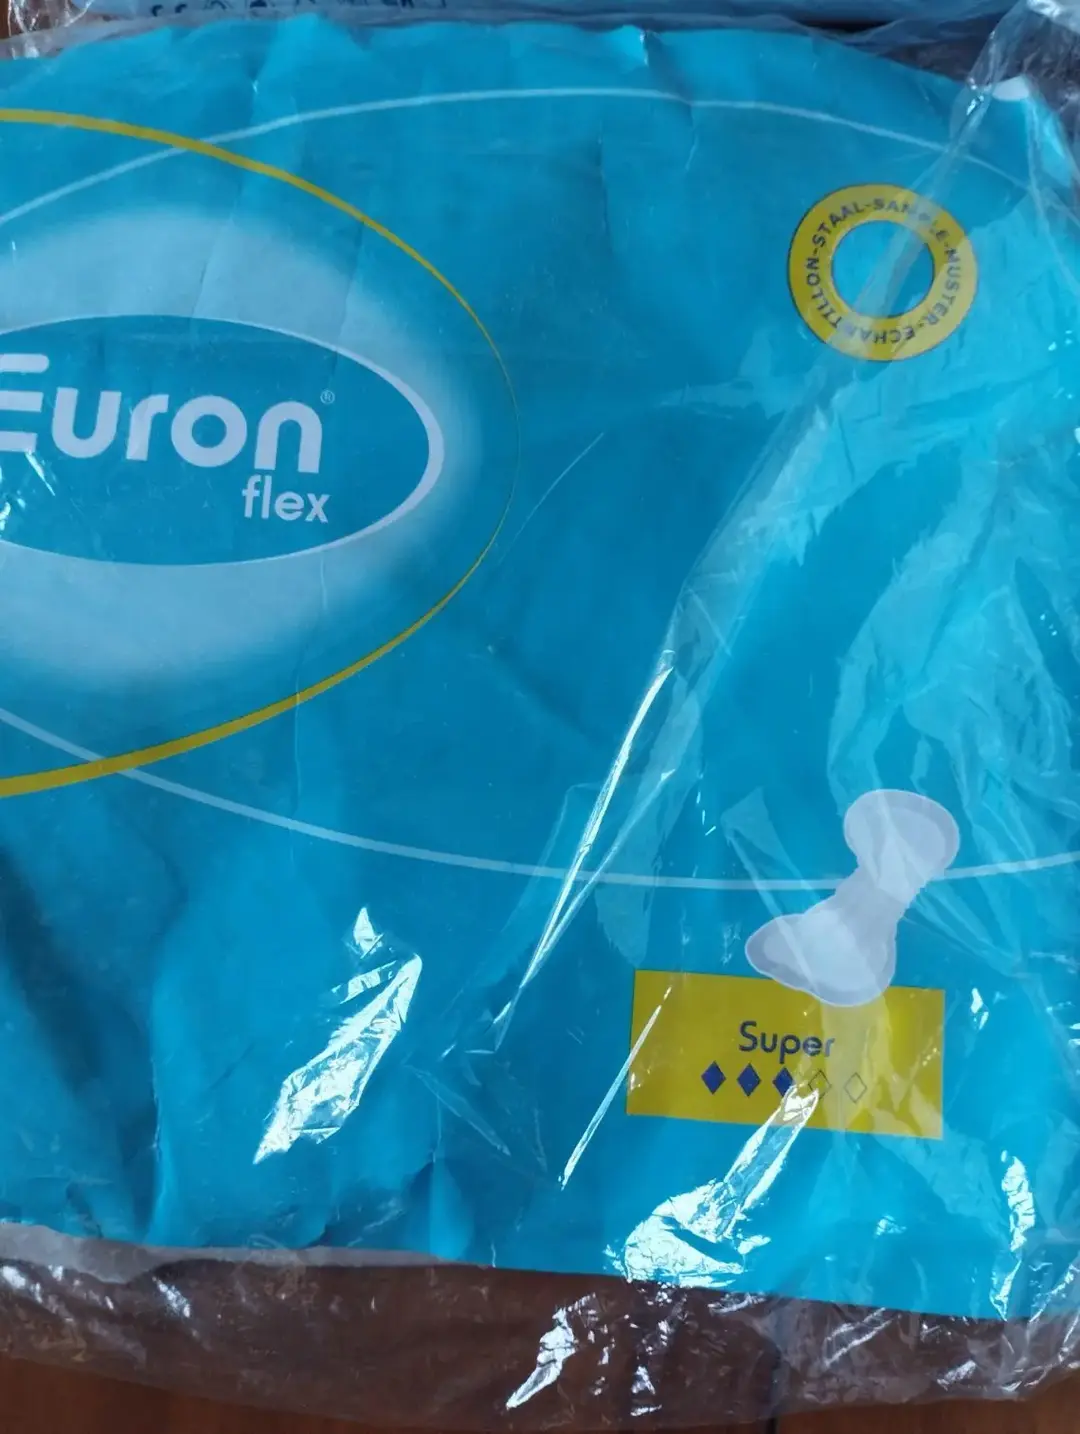 STAAL-SAMPLE-MUSTER-ECHANTILLON-
Euron®
flex
Super